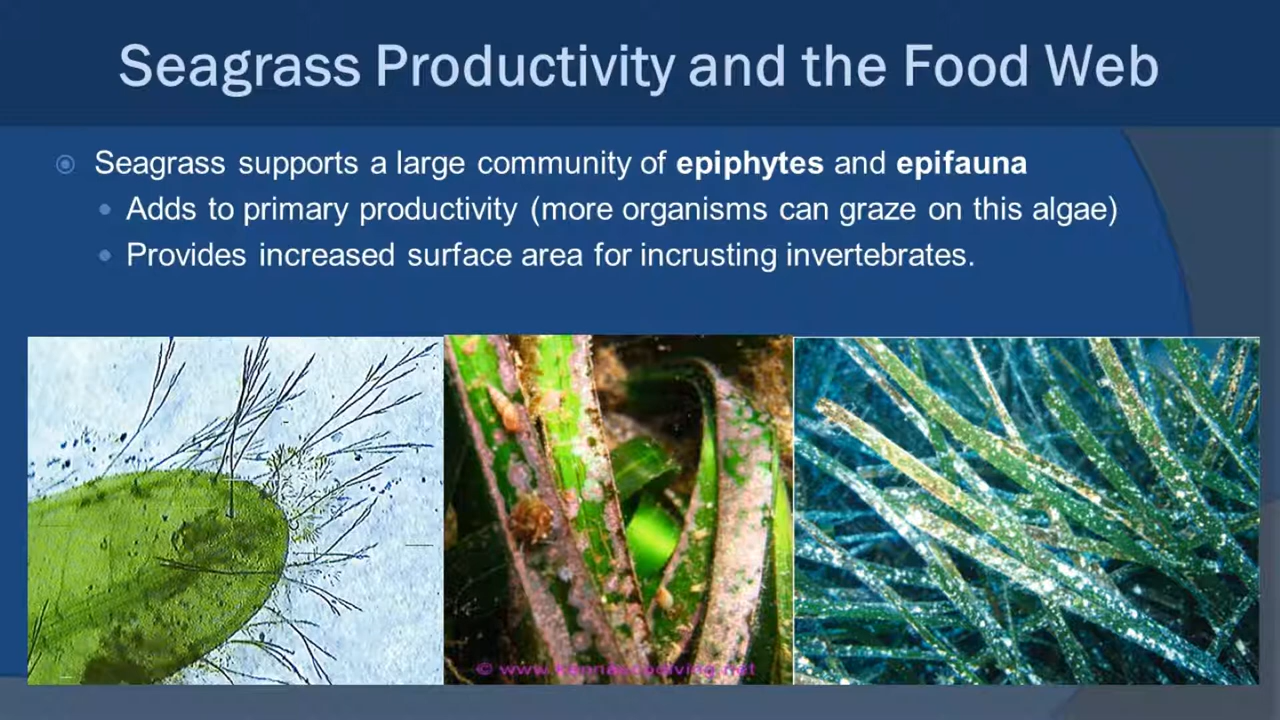 Seagrass Productivity and the Food Web
Seagrass supports a large community of epiphytes and epifauna
Adds to primary productivity (more organisms can graze on this algae)
Provides increased surface area for incrusting invertebrates.